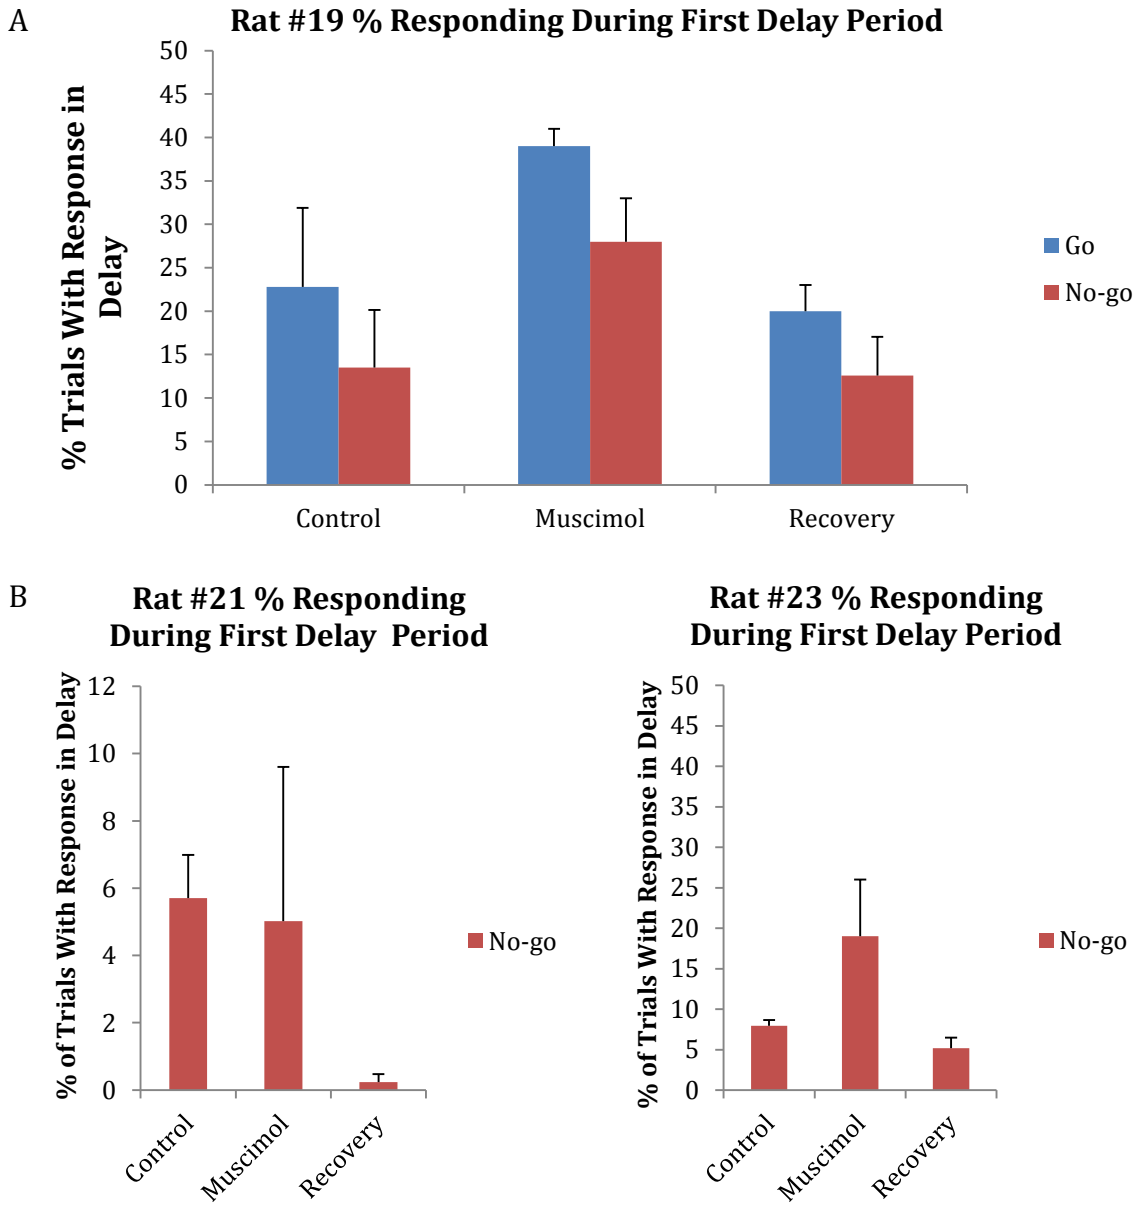 A
Rat #19 % Responding During First Delay Period
% Trials With Response in
Delay
50
45
40
35
30
25
20
15
10
5
0
Control
Muscimol
Recovery
Go
No-go
B
Rat #21 % Responding
During First Delay Period
% of Trials With Response in Delay
12
10
8
6
4
2
0
Control
Muscimol
Recovery
No-go
Rat #23 % Responding
During First Delay Period
% of Trials With Response in Delay
50
45
40
35
30
25
20
15
10
5
0
Control
Muscimol
Recovery
No-go